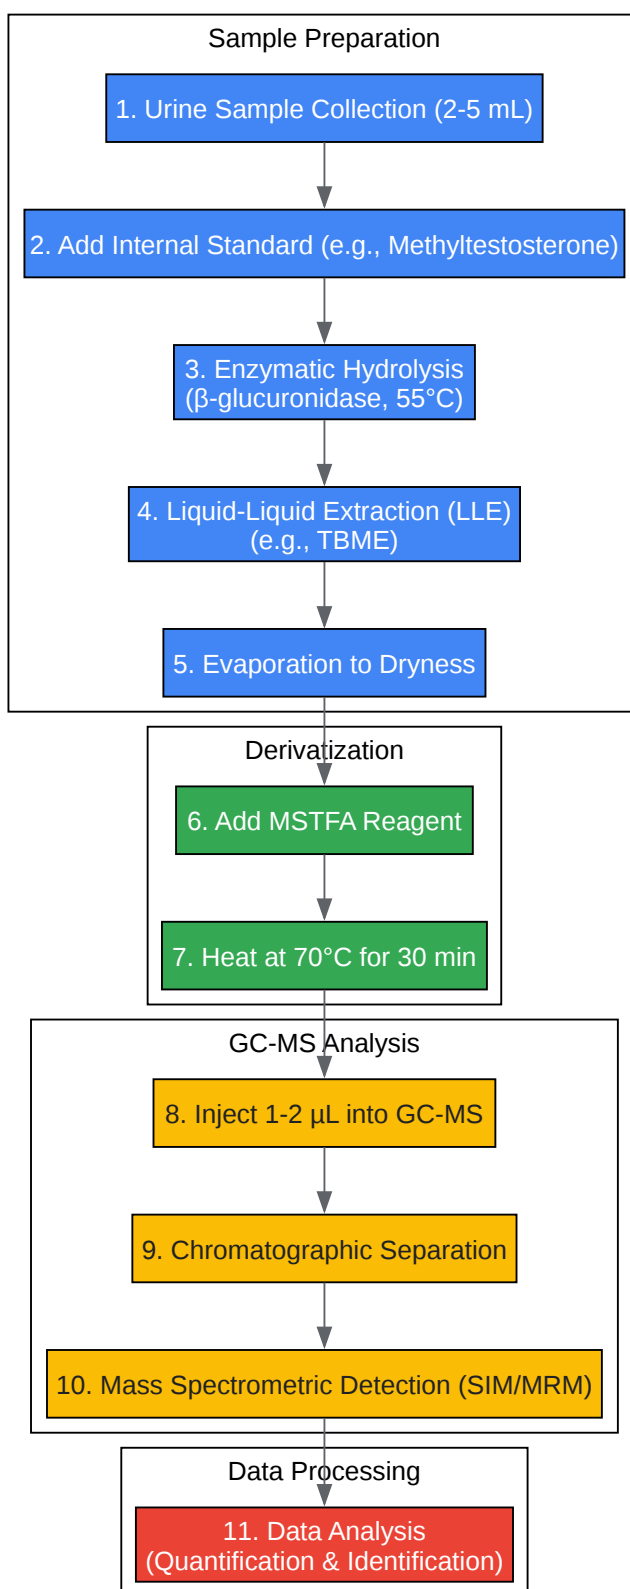 Sample Preparation
1. Urine Sample Collection (2-5 mL)
2. Add Internal Standard (e.g., Methyltestosterone)
3. Enzymatic Hydrolysis
(β-glucuronidase, 55°C)
4. Liquid-Liquid Extraction (LLE)
(e.g., TBME)
5. Evaporation to Dryness
Derivatization
6. Add MSTFA Reagent
7. Heat at 70°C for 30 min
GC-MS Analysis
8. Inject 1-2 µL into GC-MS
9. Chromatographic Separation
10. Mass Spectrometric Detection (SIM/MRM)
Data Processing
11. Data Analysis
(Quantification & Identification)